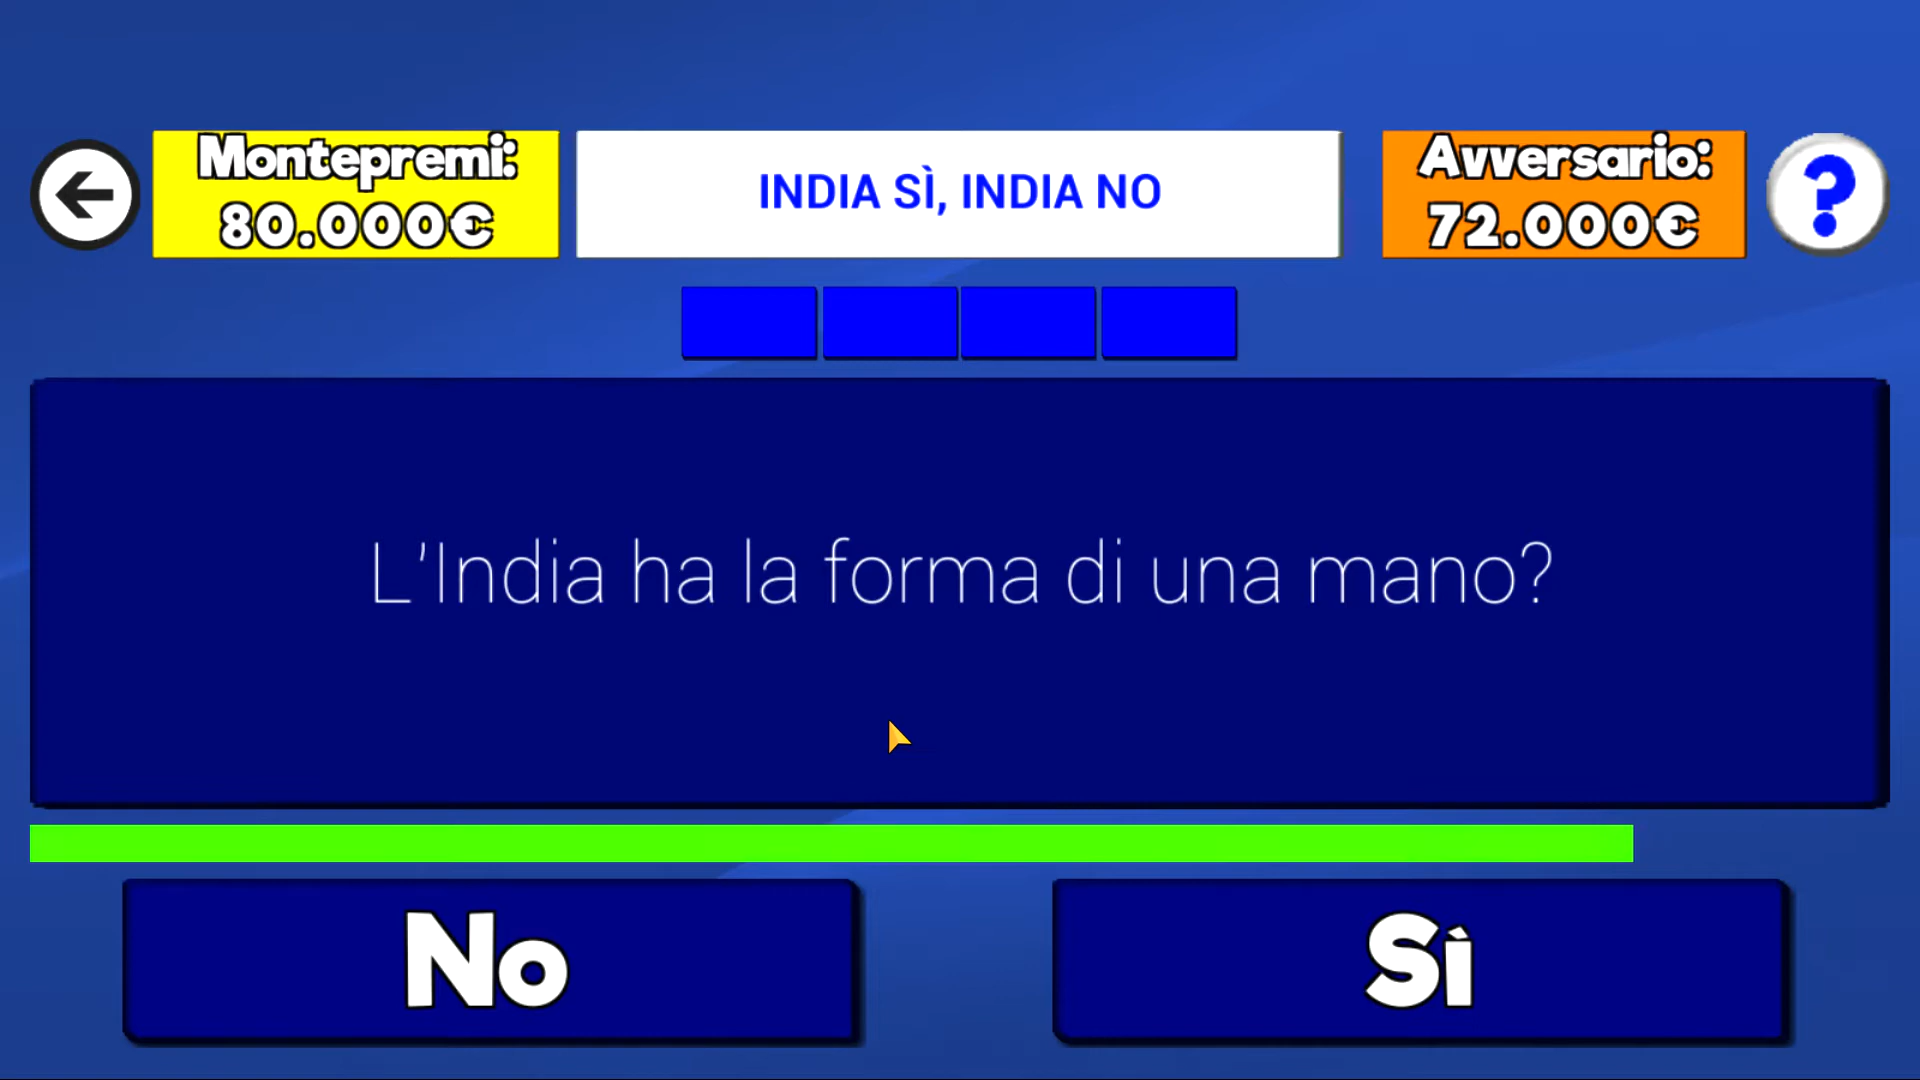 Montepremi:
80.000€
INDIA SÌ, INDIA NO
Avversario:
72.000€
?
L'India ha la forma di una mano?
No
Sì